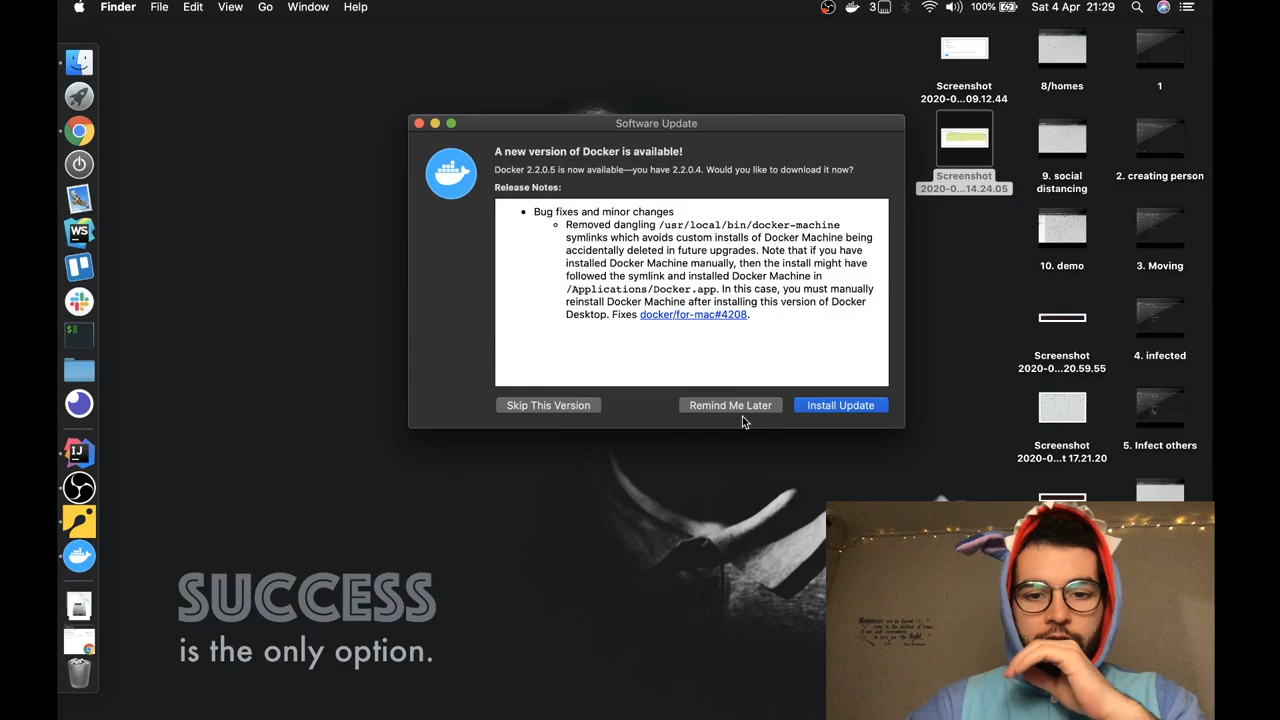 Finder File Edit View Go Window Help
3
100%
Sat 4 Apr 21:29
Software Update
A new version of Docker is available!
Docker 2.2.0.5 is now available—you have 2.2.0.4. Would you like to download it now?
Release Notes:
• Bug fixes and minor changes
◦ Removed dangling /usr/local/bin/docker-machine
symlinks which avoids custom installs of Docker Machine being
accidentally deleted in future upgrades. Note that if you have
installed Docker Machine manually, then the install might have
followed the symlink and installed Docker Machine in
/Applications/Docker.app. In this case, you must manually
reinstall Docker Machine after installing this version of Docker
Desktop. Fixes docker/for-mac#4208.
Skip This Version
Remind Me Later
Install Update
Screenshot
2020-0...09.12.44
8/homes
1
Screenshot
2020-0...14.24.05
9. social
distancing
2. creating person
10. demo
3. Moving
Screenshot
2020-0...20.59.55
4. infected
Screenshot
2020-0...t 17.21.20
5. Infect others
WS
$
IJ
SUCCESS
is the only option.